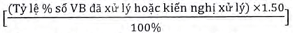 [(Tỷ lệ % số VB đã xử lý hoặc kiến nghị xử lý) ×1.50
100%]